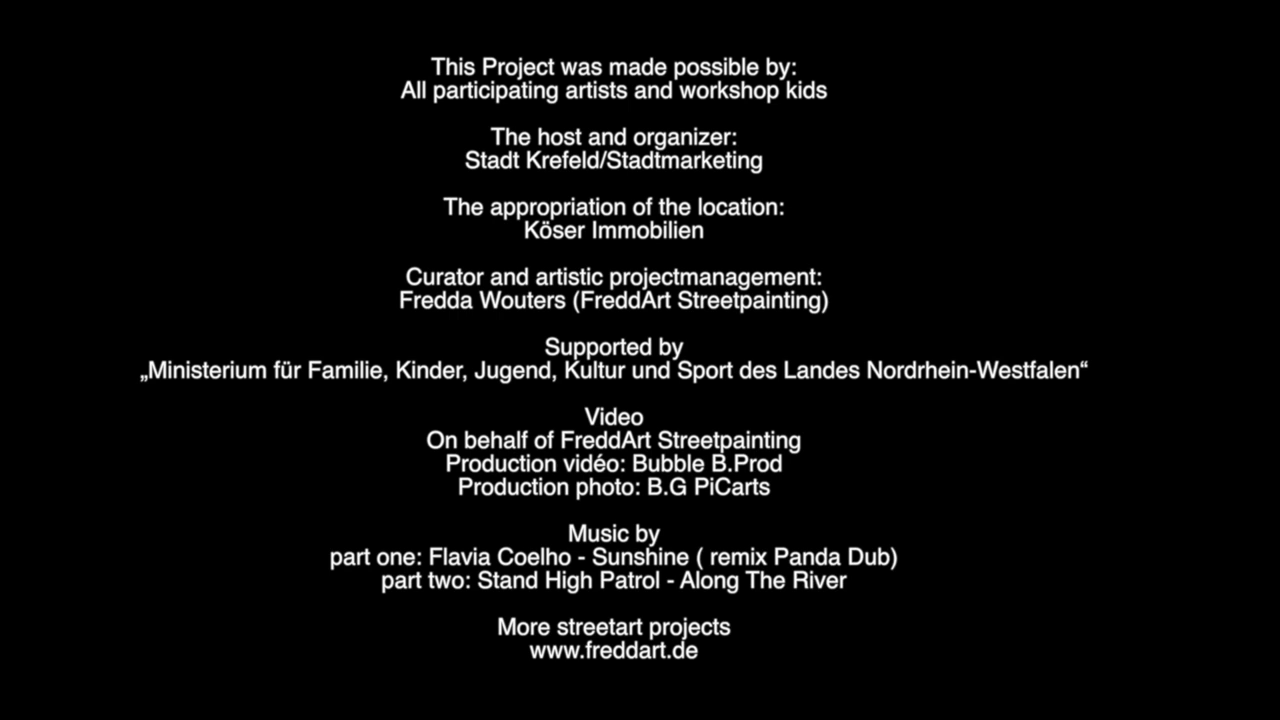 This Project was made possible by:
All participating artists and workshop kids
The host and organizer:
Stadt Krefeld/Stadtmarketing
The appropriation of the location:
Köser Immobilien
Curator and artistic projectmanagement:
Fredda Wouters (FreddArt Streetpainting)
Supported by
„Ministerium für Familie, Kinder, Jugend, Kultur und Sport des Landes Nordrhein-Westfalen“
Video
On behalf of FreddArt Streetpainting
Production vidéo: Bubble B.Prod
Production photo: B.G PiCarts
Music by
part one: Flavia Coelho - Sunshine ( remix Panda Dub)
part two: Stand High Patrol - Along The River
More streetart projects
www.freddart.de